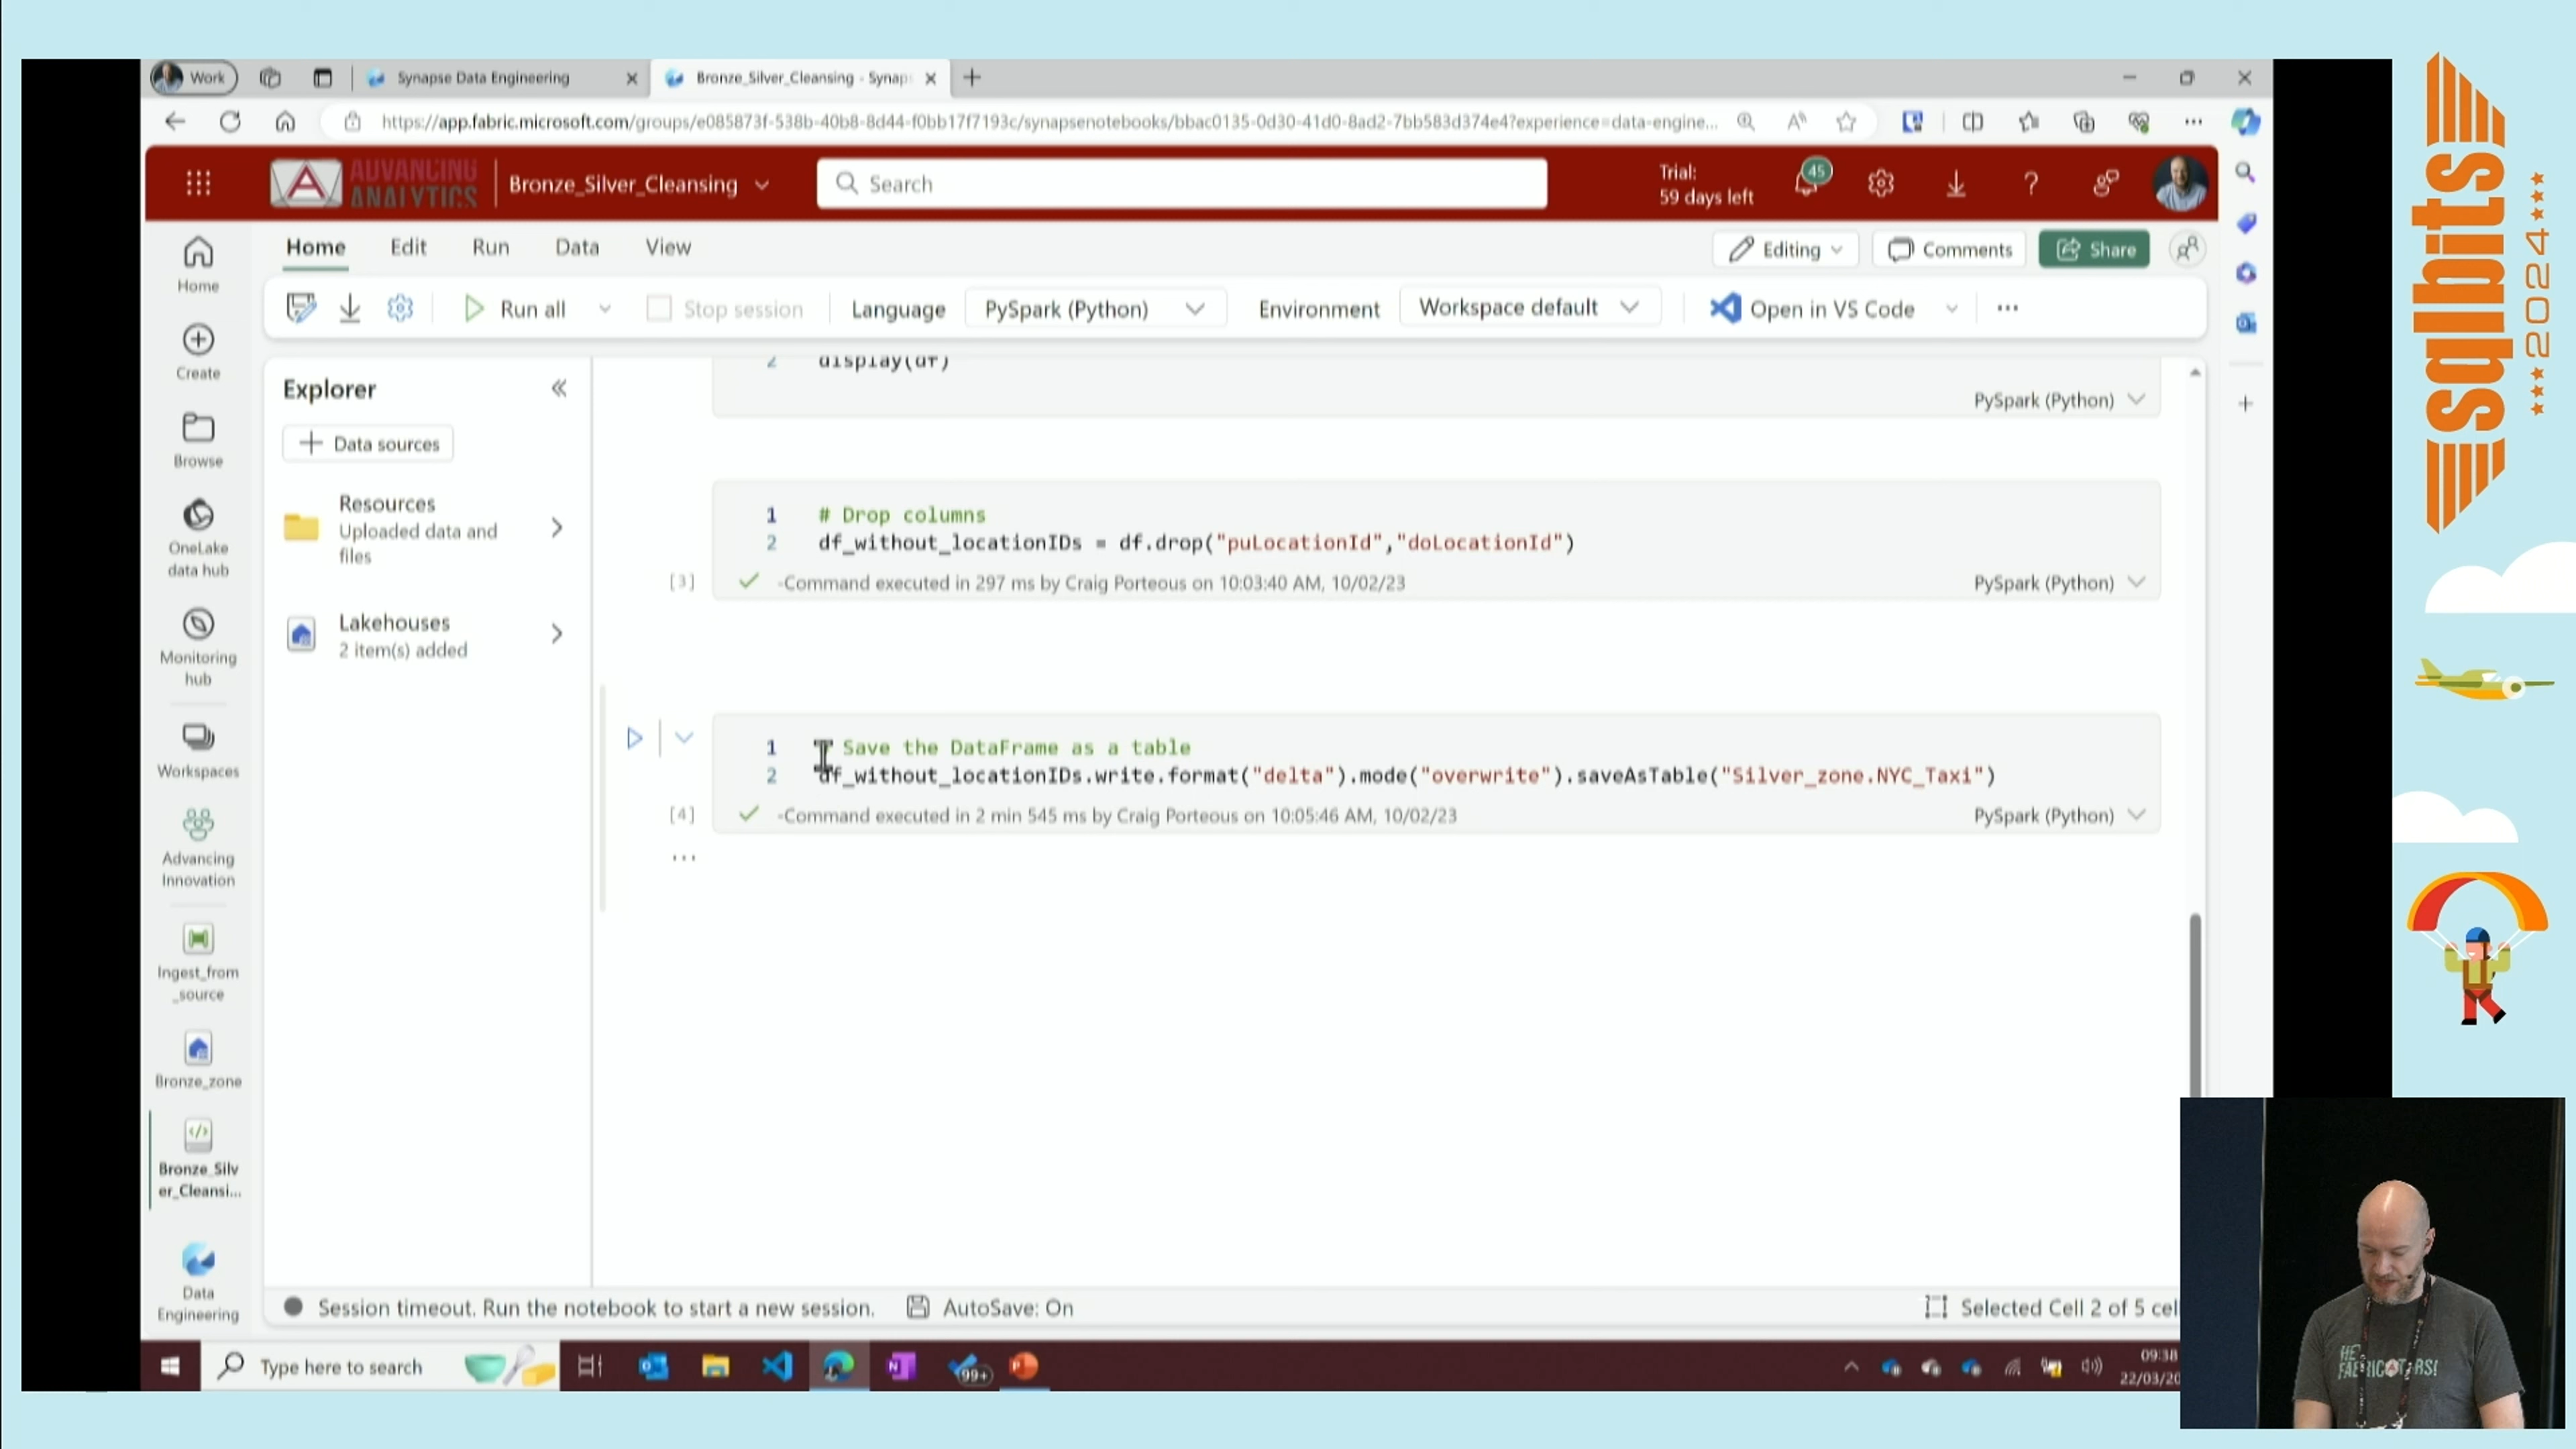 Work
Synapse Data Engineering
Bronze_Silver_Cleansing - Synap
https://app.fabric.microsoft.com/groups/e085873f-538b-40b8-8d44-f0bb17f7193c/synapsenotebooks/bbac0135-0d30-41d0-8ad2-7bb583d374e4?experience=data-engine...
ADVANCING
ANALYTICS
Bronze_Silver_Cleansing
Search
Trial:
59 days left
45
Home Edit Run Data View
Editing
Comments
Share
Run all
Stop session
Language
PySpark (Python)
Environment
Workspace default
Open in VS Code
Home
Create
Browse
OneLake
data hub
Monitoring
hub
Workspaces
Advancing
Innovation
Ingest_from
_source
Bronze_zone
Bronze_Silv
er_Cleansi...
Data
Engineering
Explorer
Data sources
Resources
Uploaded data and
files
Lakehouses
2 item(s) added
2 display(df)
PySpark (Python)
1 # Drop columns
2 df_without_locationIDs = df.drop("puLocationId","doLocationId")
[3] -Command executed in 297 ms by Craig Porteous on 10:03:40 AM, 10/02/23
PySpark (Python)
1 Save the DataFrame as a table
2 df_without_locationIDs.write.format("delta").mode("overwrite").saveAsTable("Silver_zone.NYC_Taxi")
[4] -Command executed in 2 min 545 ms by Craig Porteous on 10:05:46 AM, 10/02/23
PySpark (Python)
Session timeout. Run the notebook to start a new session.
AutoSave: On
Selected Cell 2 of 5 cel
Type here to search
99+
09:38
22/03/20
sqlbits
2024